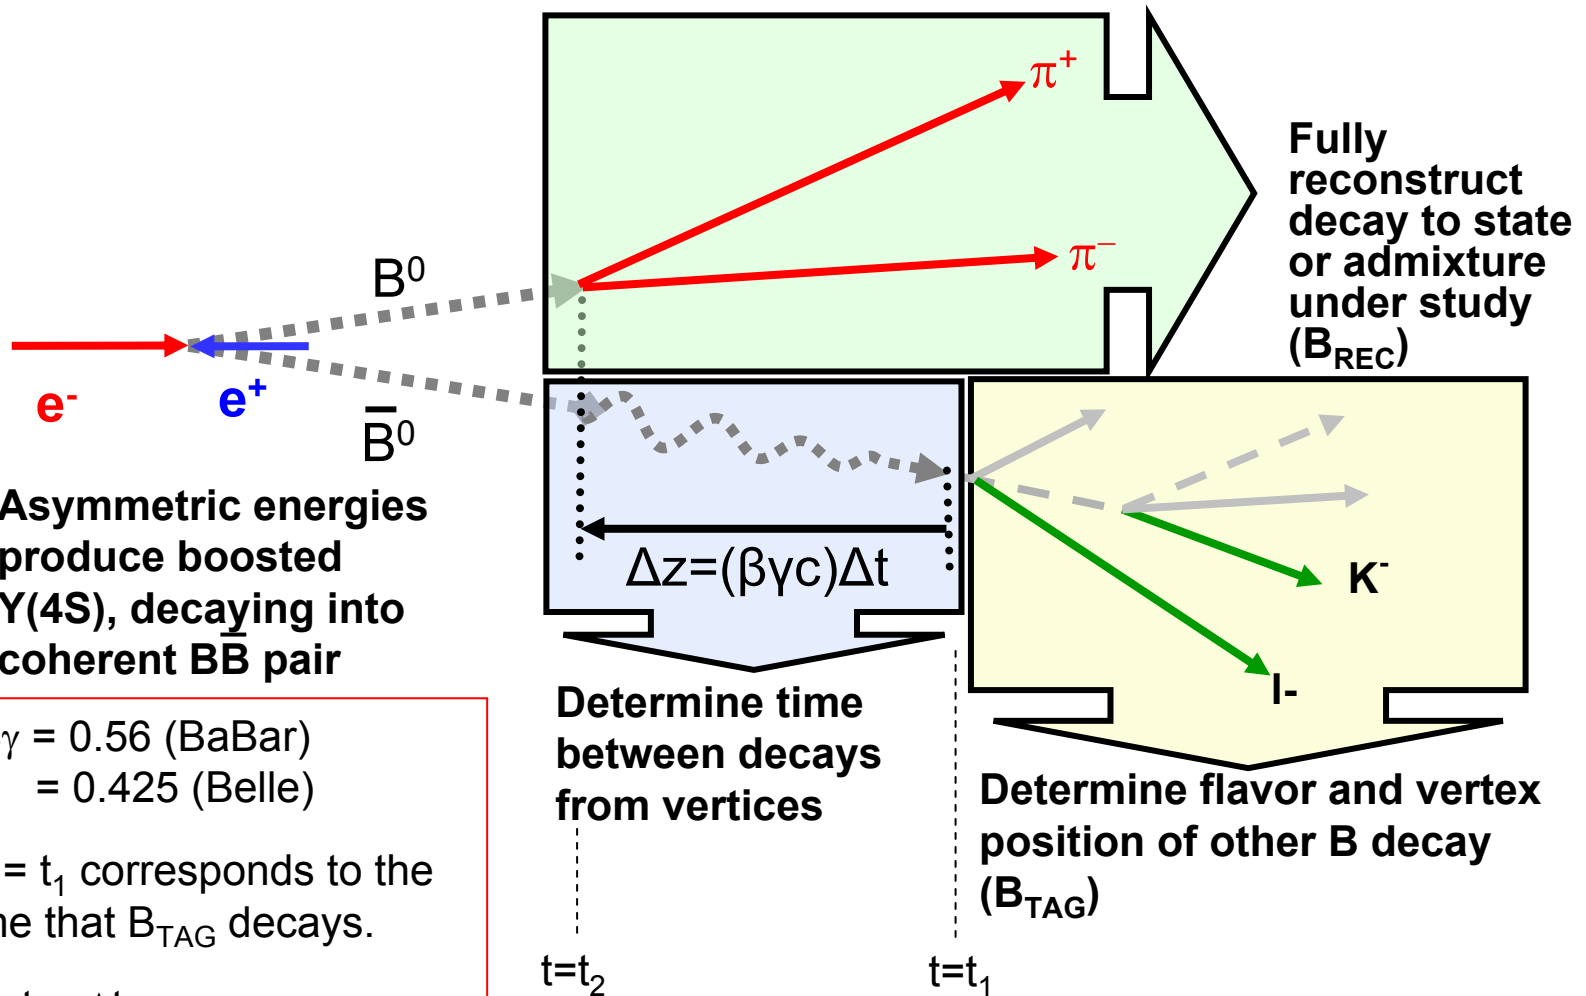 π⁺
Fully
reconstruct
decay to state
or admixture
under study
(B_REC)
π⁻
B⁰
e⁻
e⁺
B̅⁰
Asymmetric energies
produce boosted
Υ(4S), decaying into
coherent BB̅ pair
Δz=(βγc)Δt
K⁻
l-
Determine time
between decays
from vertices
Determine flavor and vertex
position of other B decay
(B_TAG)
γ = 0.56 (BaBar)
= 0.425 (Belle)
= t₁ corresponds to the
that B_TAG decays.
t=t₂
t=t₁